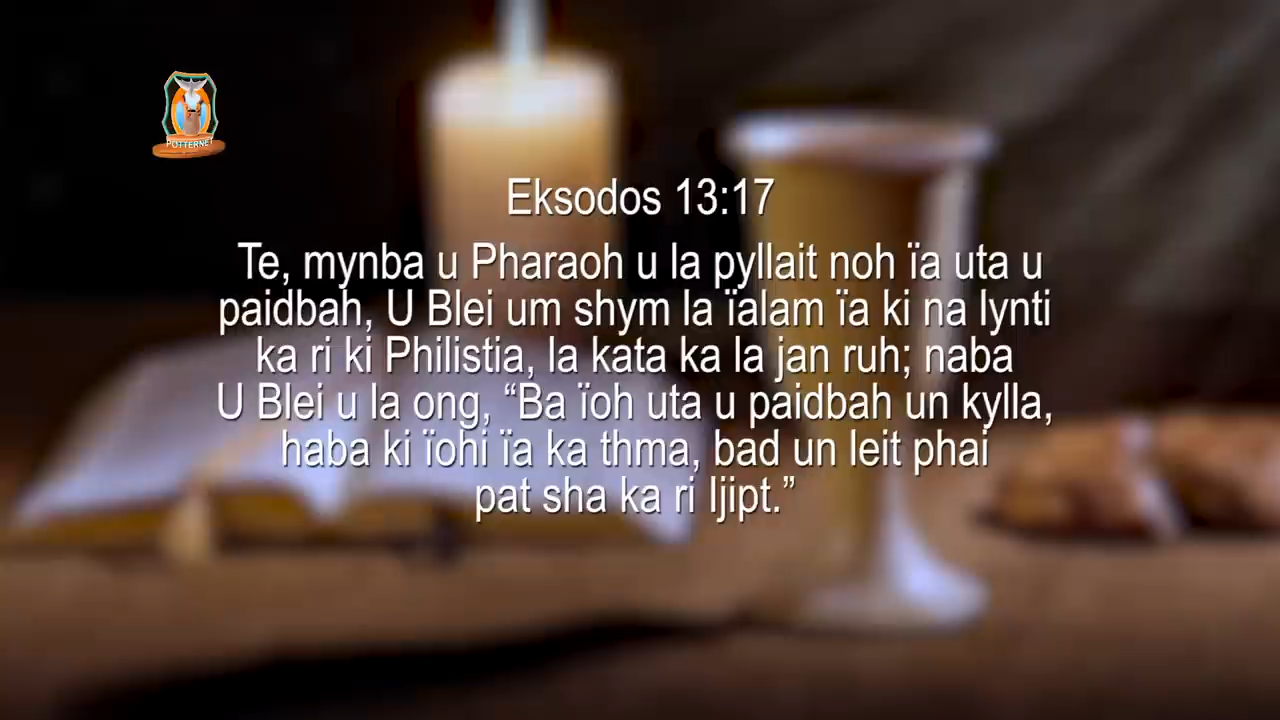 POTTERNET
Eksodos 13:17
Te, mynba u Pharaoh u la pyllait noh ïa uta u
paidbah, U Blei um shym la ïalam ïa ki na lynti
ka ri ki Philistia, la kata ka la jan ruh; naba
U Blei u la ong, “Ba ïoh uta u paidbah un kylla,
haba ki ïohi ïa ka thma, bad un leit phai
pat sha ka ri Ijipt.”